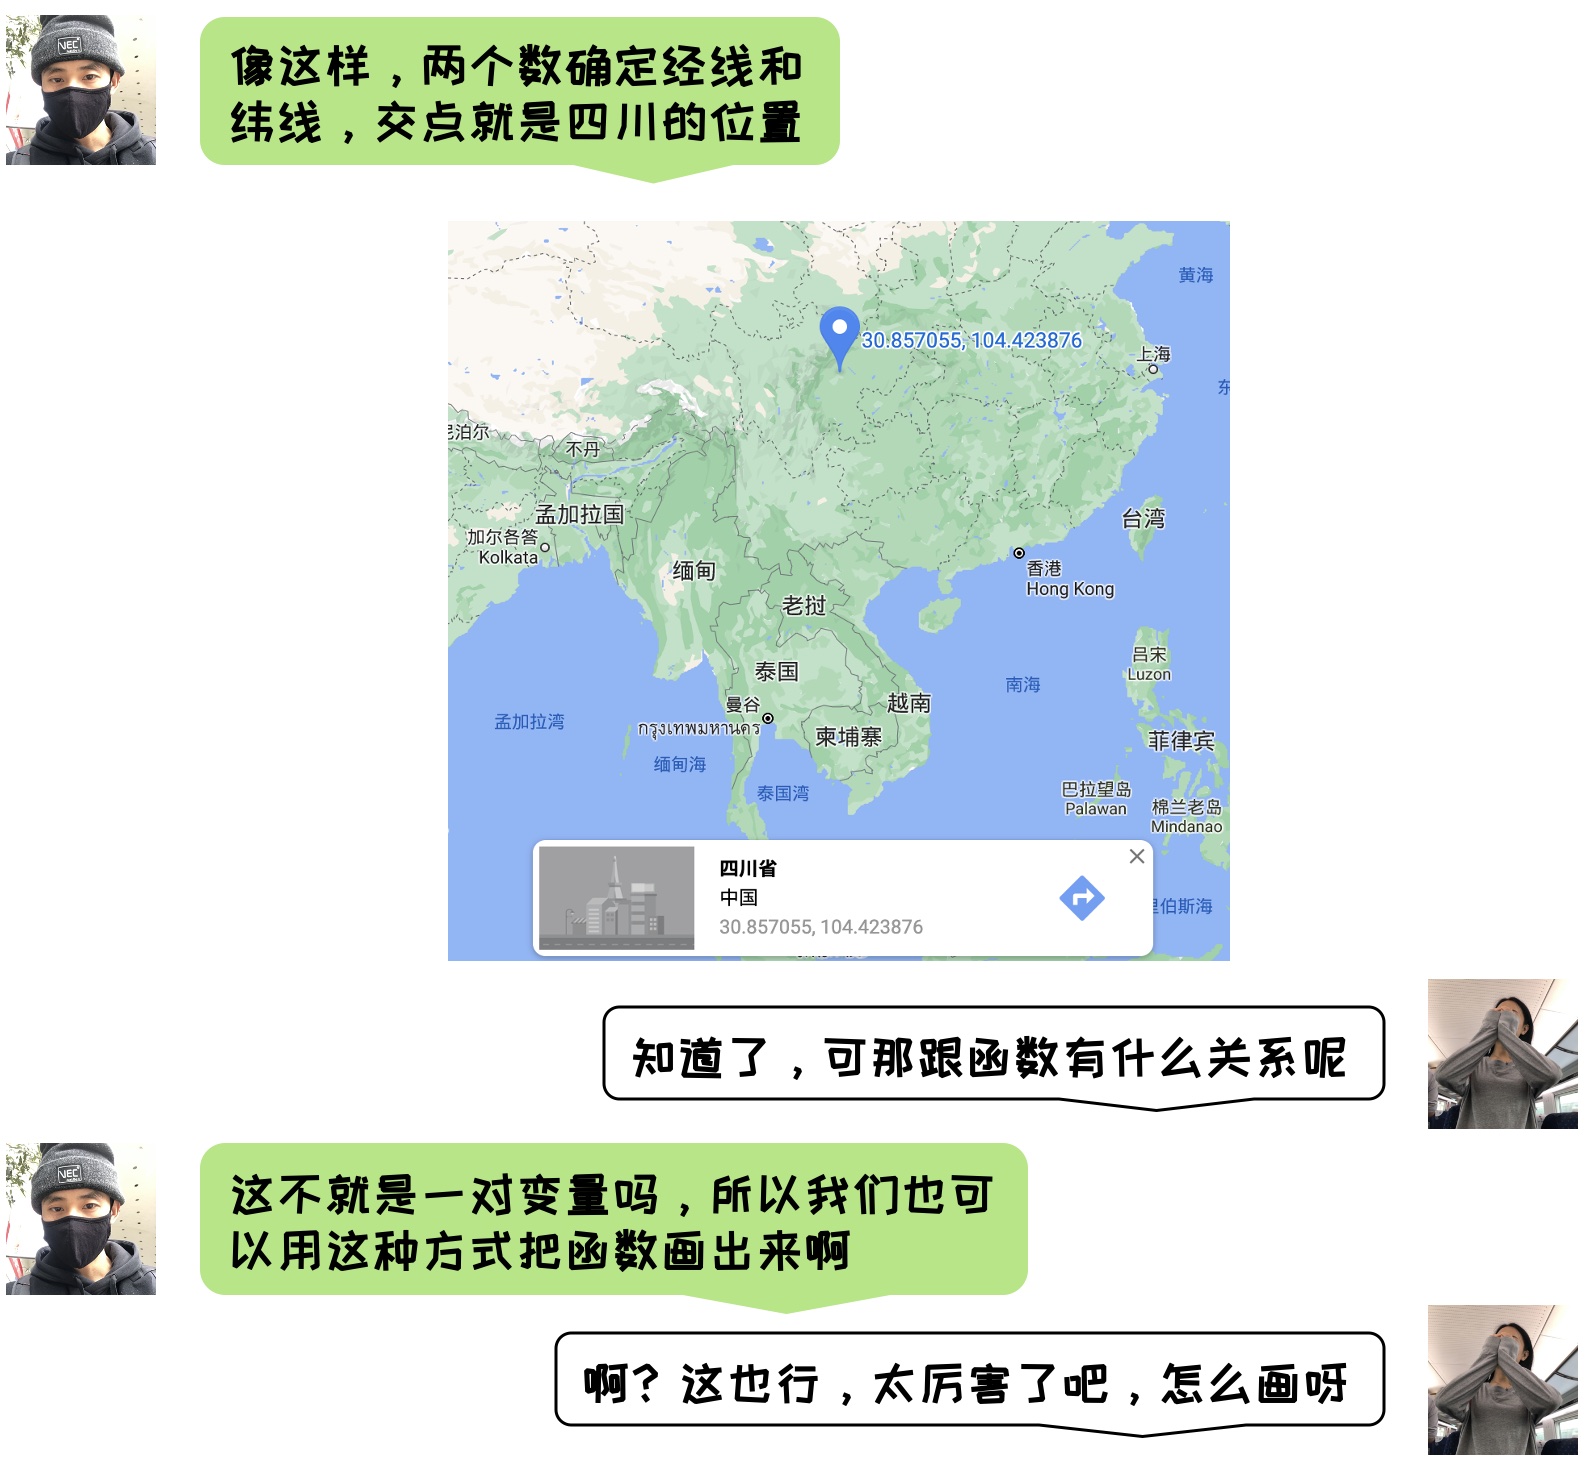 像这样，两个数确定经线和
纬线，交点就是四川的位置
黄海
30.857055, 104.423876
上海
东
尼泊尔
不丹
孟加拉国
加尔各答
Kolkata
台湾
缅甸
香港
Hong Kong
老挝
吕宋
Luzon
泰国
南海
曼谷
越南
孟加拉湾
กรุงเทพมหานคร
柬埔寨
菲律宾
缅甸海
泰国湾
巴拉望岛
Palawan
棉兰老岛
Mindanao
四川省
中国
30.857055, 104.423876
里伯斯海
知道了，可那跟函数有什么关系呢
这不就是一对变量吗，所以我们也可
以用这种方式把函数画出来啊
啊？这也行，太厉害了吧，怎么画呀